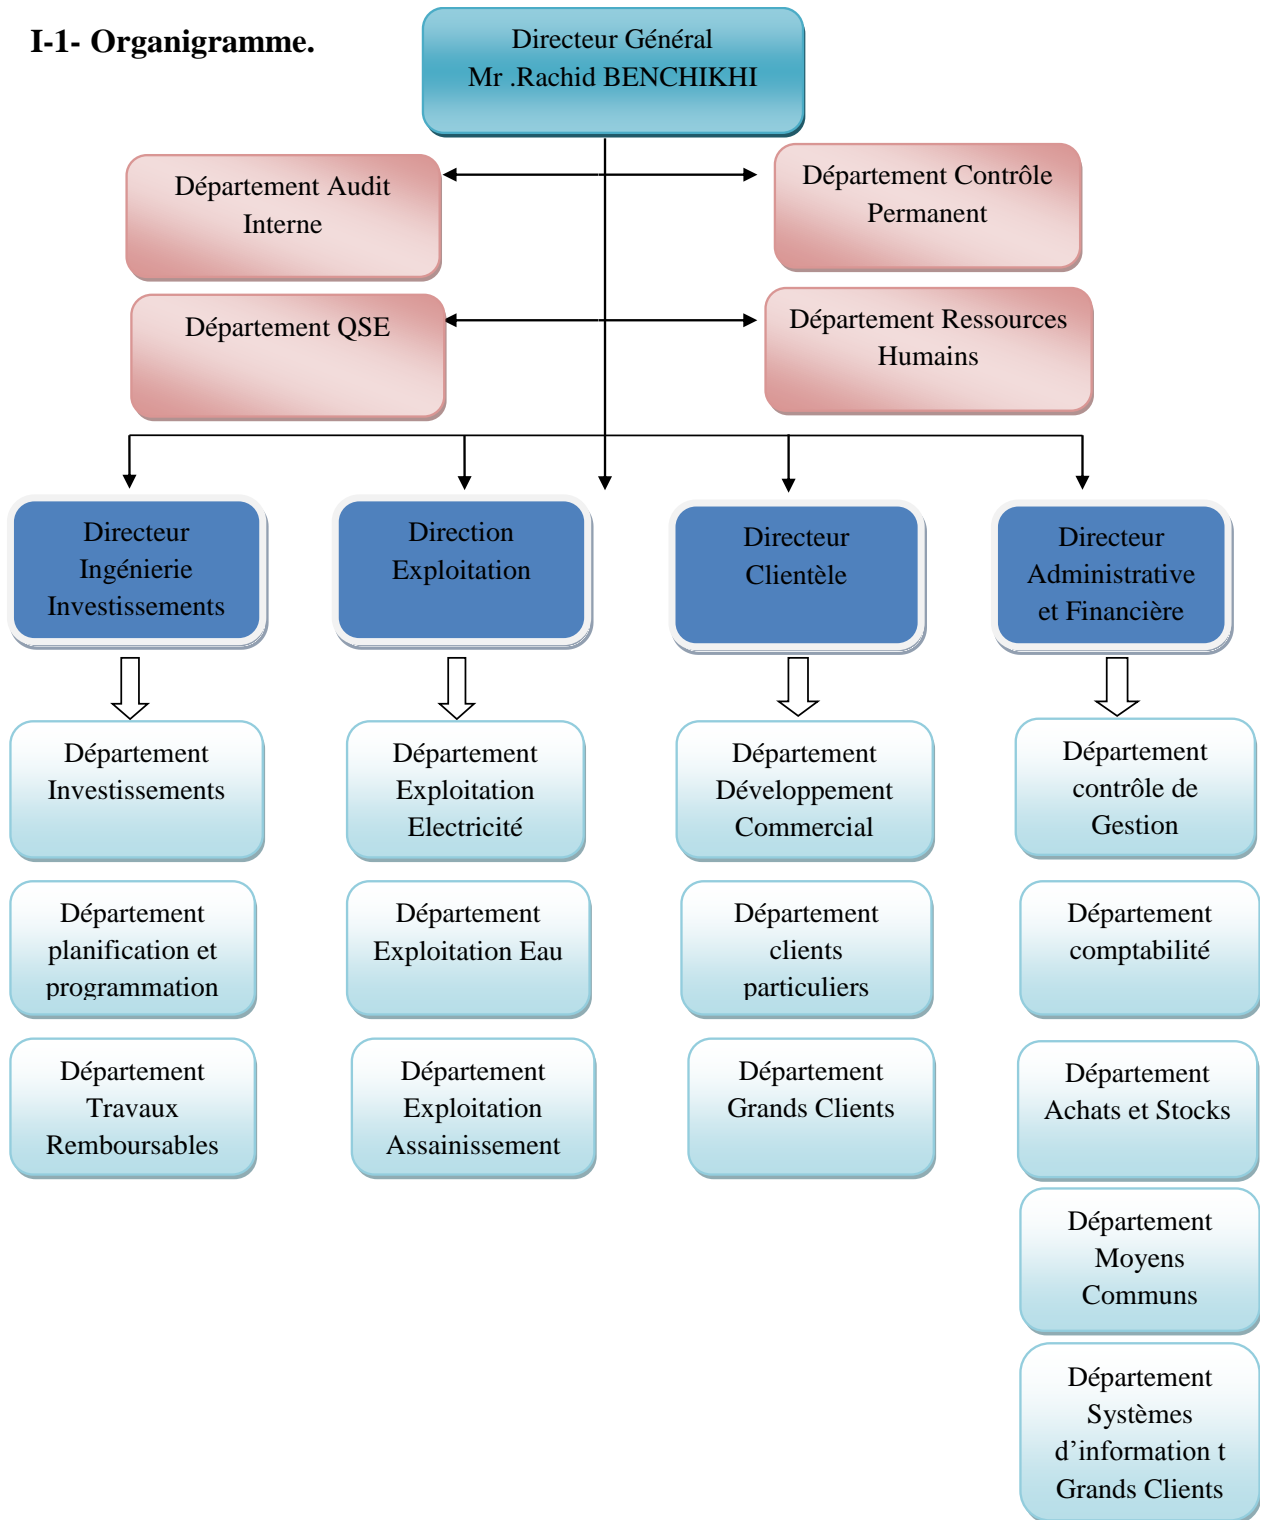 I-1- Organigramme.
Directeur Général
Mr .Rachid BENCHIKHI
Département Audit
Interne
Département Contrôle
Permanent
Département QSE
Département Ressources
Humains
Directeur
Ingénierie
Investissements
Direction
Exploitation
Directeur
Clientèle
Directeur
Administrative
et Financière
Département
Investissements
Département
Exploitation
Electricité
Département
Développement
Commercial
Département
contrôle de
Gestion
Département
planification et
programmation
Département
Exploitation Eau
Département
clients
particuliers
Département
comptabilité
Département
Travaux
Remboursables
Département
Exploitation
Assainissement
Département
Grands Clients
Département
Achats et Stocks
Département
Moyens
Communs
Département
Systèmes
d’information t
Grands Clients